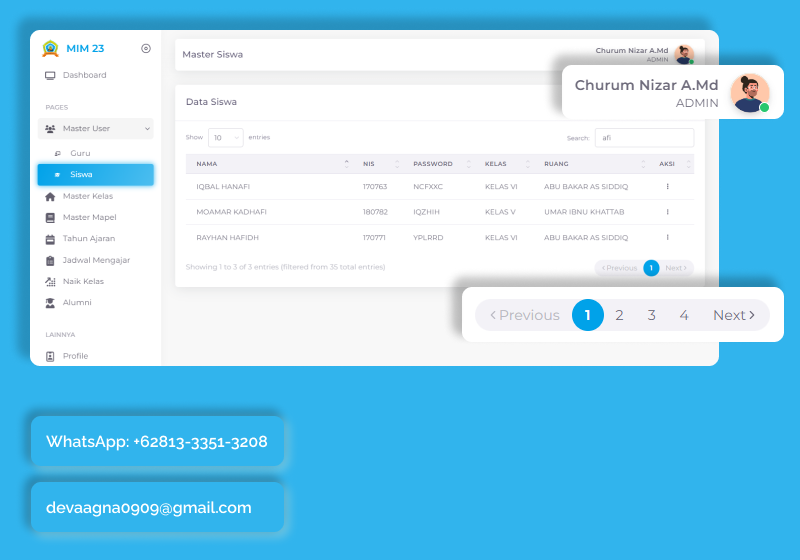 MIM 23
Dashboard
PAGES
Master User
Guru
Siswa
Master Kelas
Master Mapel
Tahun Ajaran
Jadwal Mengajar
Naik Kelas
Alumni
LAINNYA
Profile
Master Siswa
Churum Nizar A.Md
ADMIN
Churum Nizar A.Md
ADMIN
Data Siswa
Show 10 entries
Search: afi
NAMA NIS PASSWORD KELAS RUANG AKSI
IQBAL HANAFI 170763 NCFXXC KELAS VI ABU BAKAR AS SIDDIQ
MOAMAR KADHAFI 180782 IQZHIH KELAS V UMAR IBNU KHATTAB
RAYHAN HAFIDH 170771 YPLRRD KELAS VI ABU BAKAR AS SIDDIQ
Showing 1 to 3 of 3 entries (filtered from 35 total entries)
‹ Previous 1 Next ›
‹ Previous 1 2 3 4 Next ›
WhatsApp: +62813-3351-3208
devaagna0909@gmail.com